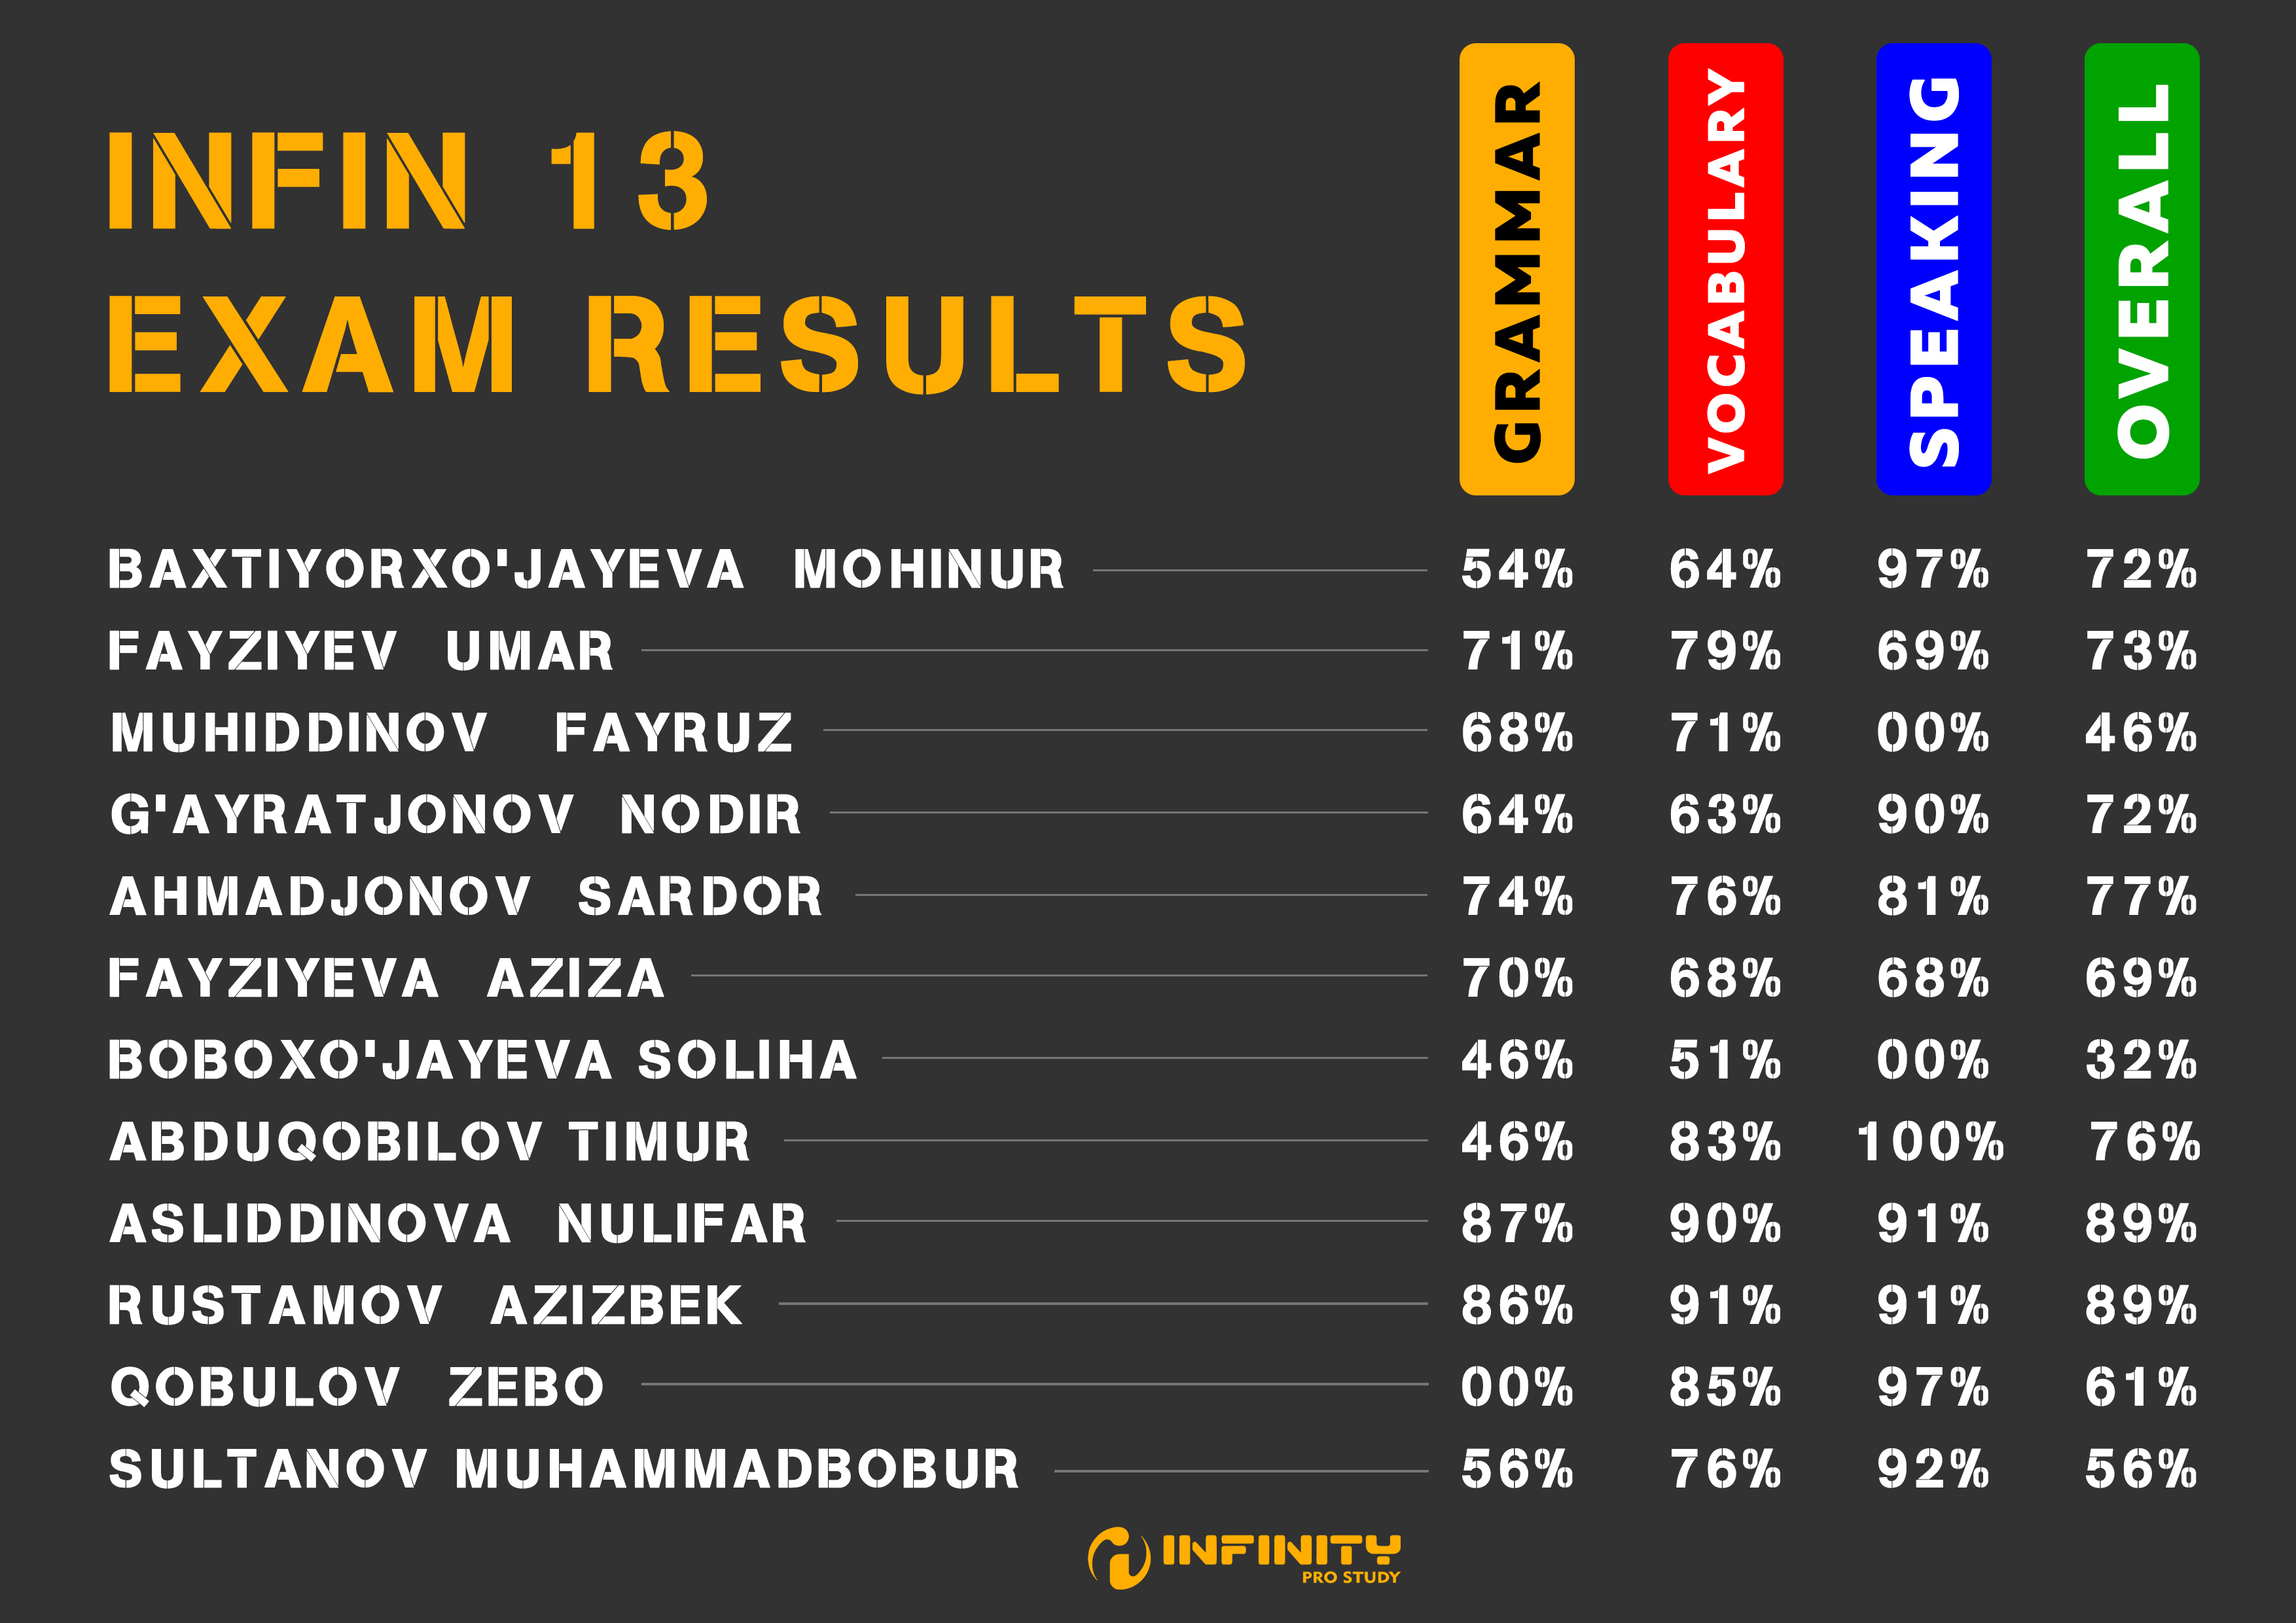 INFIN 13
EXAM RESULTS
GRAMMAR VOCABULARY SPEAKING OVERALL
BAXTIYORXO'JAYEVA MOHINUR 54% 64% 97% 72%
FAYZIYEV UMAR 71% 79% 69% 73%
MUHIDDINOV FAYRUZ 68% 71% 00% 46%
G'AYRATJONOV NODIR 64% 63% 90% 72%
AHMADJONOV SARDOR 74% 76% 81% 77%
FAYZIYEVA AZIZA 70% 68% 68% 69%
BOBOXO'JAYEVA SOLIHA 46% 51% 00% 32%
ABDUQOBILOV TIMUR 46% 83% 100% 76%
ASLIDDINOVA NULIFAR 87% 90% 91% 89%
RUSTAMOV AZIZBEK 86% 91% 91% 89%
QOBULOV ZEBO 00% 85% 97% 61%
SULTANOV MUHAMMADBOBUR 56% 76% 92% 56%
INFINITY
PRO STUDY